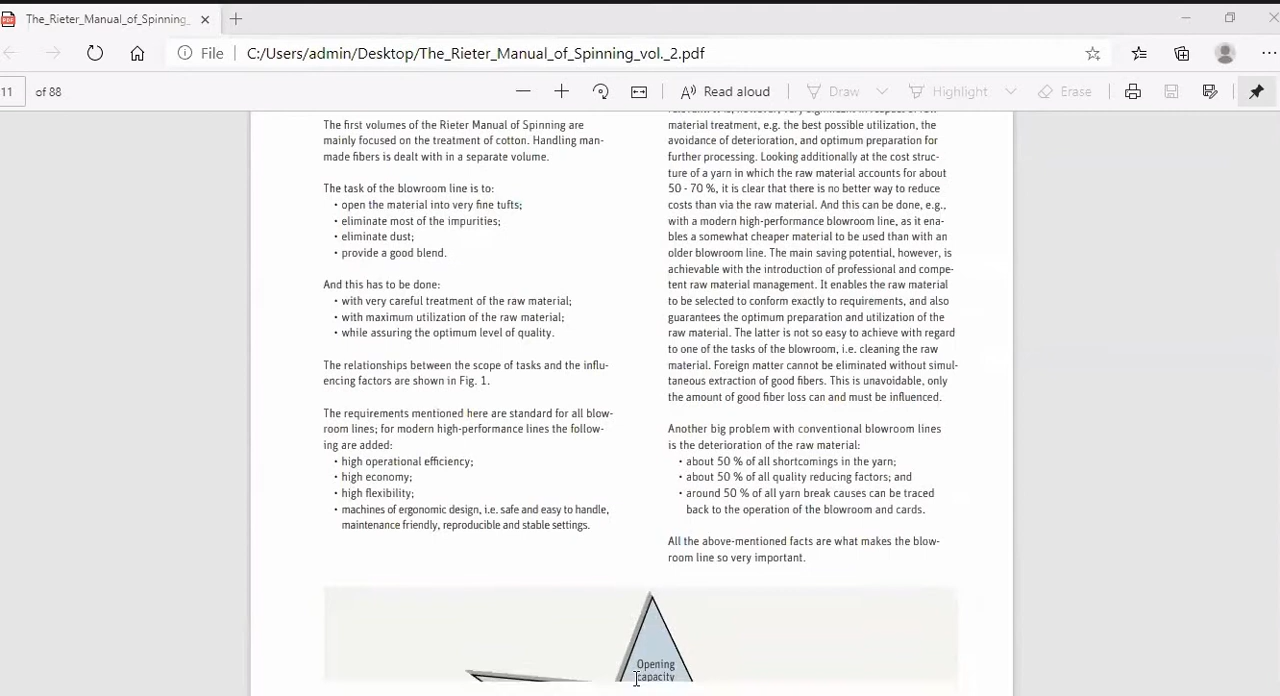 The_Rieter_Manual_of_Spinning_
File
C:/Users/admin/Desktop/The_Rieter_Manual_of_Spinning_vol._2.pdf
11 of 88
Read aloud
Draw
Highlight
Erase
The first volumes of the Rieter Manual of Spinning are
mainly focused on the treatment of cotton. Handling man-
made fibers is dealt with in a separate volume.
The task of the blowroom line is to:
• open the material into very fine tufts;
• eliminate most of the impurities;
• eliminate dust;
• provide a good blend.
And this has to be done:
• with very careful treatment of the raw material;
• with maximum utilization of the raw material;
• while assuring the optimum level of quality.
The relationships between the scope of tasks and the influ-
encing factors are shown in Fig. 1.
The requirements mentioned here are standard for all blow-
room lines; for modern high-performance lines the follow-
ing are added:
• high operational efficiency;
• high economy;
• high flexibility;
• machines of ergonomic design, i.e. safe and easy to handle,
maintenance friendly, reproducible and stable settings.
material treatment, e.g. the best possible utilization, the
avoidance of deterioration, and optimum preparation for
further processing. Looking additionally at the cost struc-
ture of a yarn in which the raw material accounts for about
50 - 70 %, it is clear that there is no better way to reduce
costs than via the raw material. And this can be done, e.g.,
with a modern high-performance blowroom line, as it ena-
bles a somewhat cheaper material to be used than with an
older blowroom line. The main saving potential, however, is
achievable with the introduction of professional and compe-
tent raw material management. It enables the raw material
to be selected to conform exactly to requirements, and also
guarantees the optimum preparation and utilization of the
raw material. The latter is not so easy to achieve with regard
to one of the tasks of the blowroom, i.e. cleaning the raw
material. Foreign matter cannot be eliminated without simul-
taneous extraction of good fibers. This is unavoidable, only
the amount of good fiber loss can and must be influenced.
Another big problem with conventional blowroom lines
is the deterioration of the raw material:
• about 50 % of all shortcomings in the yarn;
• about 50 % of all quality reducing factors; and
• around 50 % of all yarn break causes can be traced
back to the operation of the blowroom and cards.
All the above-mentioned facts are what makes the blow-
room line so very important.
Opening
capacity